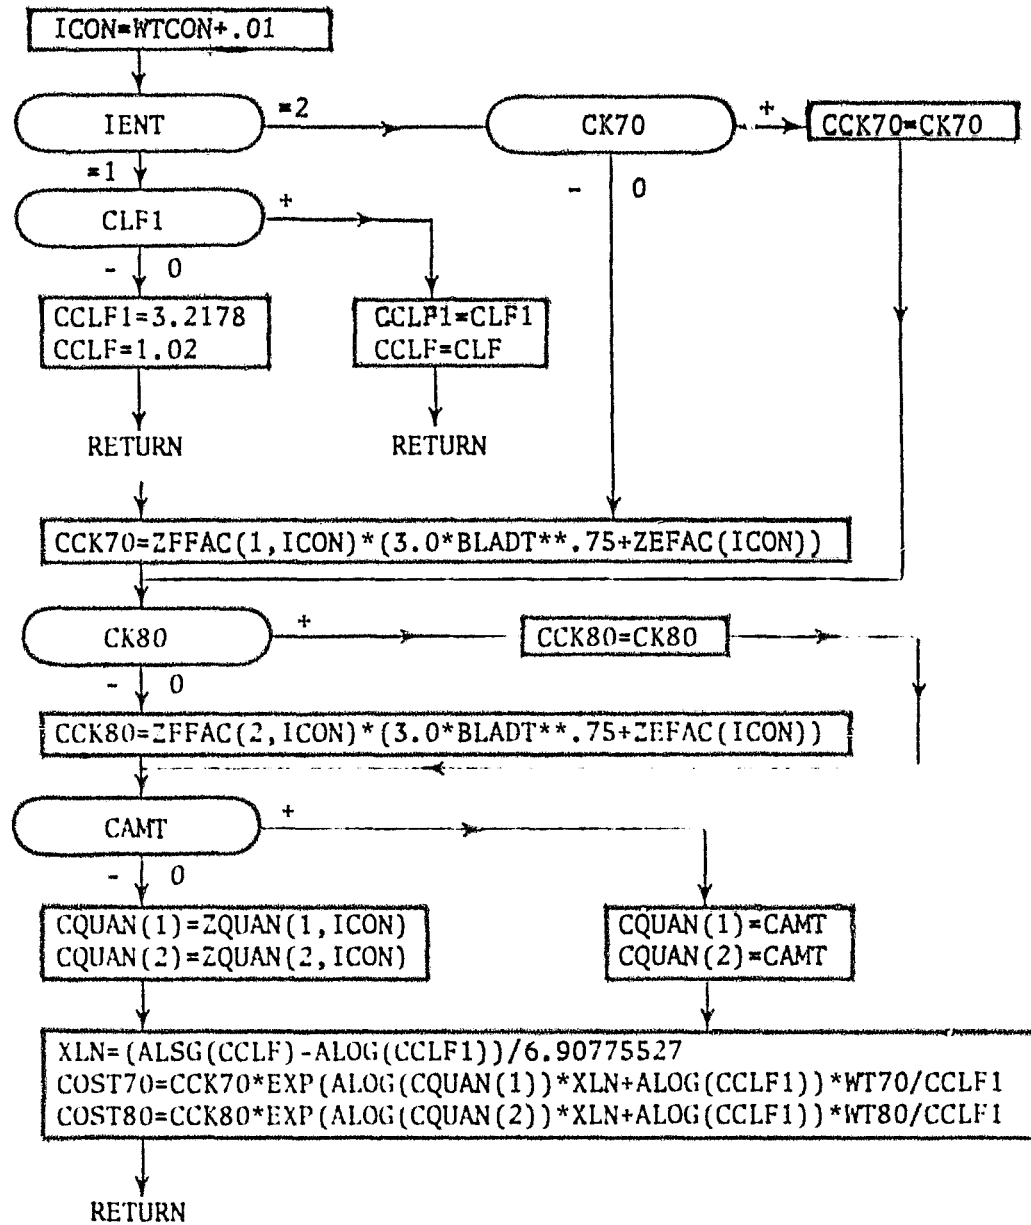 ICON=WTCON+.01
IENT
=2
CK70
+
CCK70=CK70
=1
- 0
CLF1
+
- 0
CCLF1=3.2178
CCLF=1.02
CCLF1=CLF1
CCLF=CLF
RETURN
RETURN
CCK70=ZFFAC(1,ICON)*(3.0*BLADT**.75+ZEFAC(ICON))
CK80
+
CCK80=CK80
- 0
CCK80=ZFFAC(2,ICON)*(3.0*BLADT**.75+ZEFAC(ICON))
CAMT
+
- 0
CQUAN(1)=ZQUAN(1,ICON)
CQUAN(2)=ZQUAN(2,ICON)
CQUAN(1)=CAMT
CQUAN(2)=CAMT
XLN=(ALSG(CCLF)-ALOG(CCLF1))/6.90775527
COST70=CCK70*EXP(ALOG(CQUAN(1))*XLN+ALOG(CCLF1))*WT70/CCLF1
COST80=CCK80*EXP(ALOG(CQUAN(2))*XLN+ALOG(CCLF1))*WT80/CCLF1
RETURN